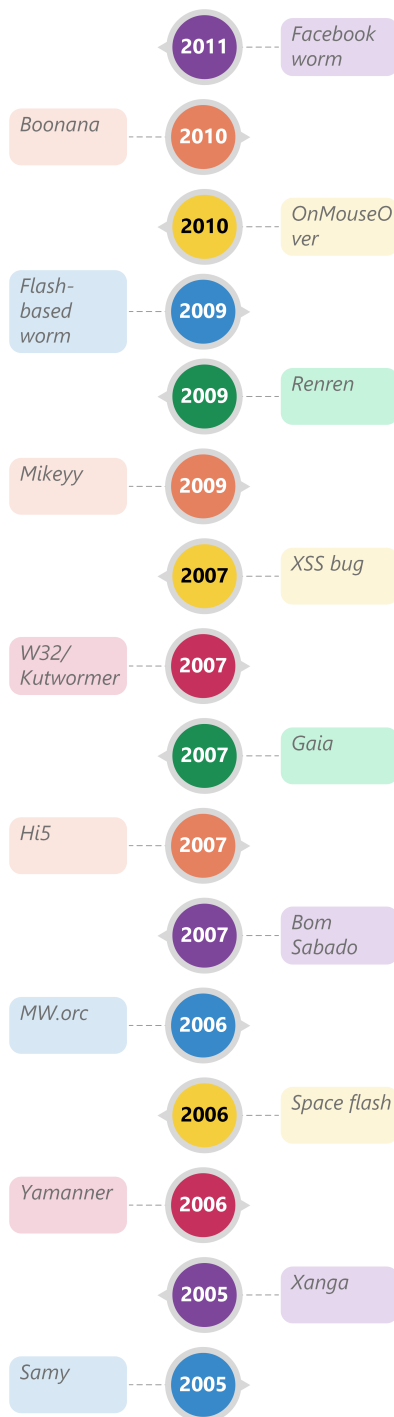 2011
Facebook
worm
Boonana
2010
2010
OnMouseO
ver
Flash-
based
worm
2009
2009
Renren
Mikeyy
2009
2007
XSS bug
W32/
Kutwormer
2007
2007
Gaia
Hi5
2007
2007
Bom
Sabado
MW.orc
2006
2006
Space flash
Yamanner
2006
2005
Xanga
Samy
2005